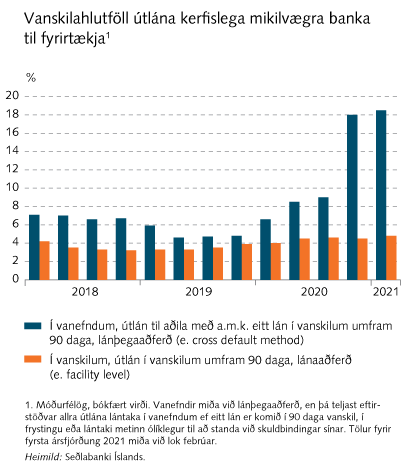 Vanskilahlutföll útlána kerfislega mikilvægra banka
til fyrirtækja¹
%
20
18
16
14
12
10
8
6
4
2
0
2018 2019 2020 2021
Í vanefndum, útlán til aðila með a.m.k. eitt lán í vanskilum umfram
90 daga, lánþegaaðferð (e. cross default method)
Í vanskilum, útlán í vanskilum umfram 90 daga, lánaaðferð
(e. facility level)
1. Móðurfélög, bókfært virði. Vanefndir miða við lánþegaaðferð, en þá teljast eftir-
stöðvar allra útlána lántaka í vanefndum ef eitt lán er komið í 90 daga vanskil, í
frystingu eða lántaki metinn ólíklegur til að standa við skuldbindingar sínar. Tölur fyrir
fyrsta ársfjórðung 2021 miða við lok febrúar.
Heimild: Seðlabanki Íslands.